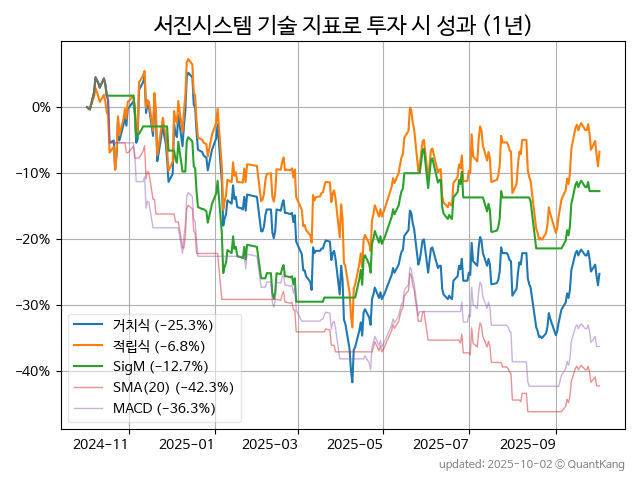 서진시스템 기술 지표로 투자 시 성과 (1년)
0%
−10%
−20%
−30%
−40%
거치식 (−25.3%)
적립식 (−6.8%)
SigM (−12.7%)
SMA(20) (−42.3%)
MACD (−36.3%)
2024−11 2025−01 2025−03 2025−05 2025−07 2025−09
updated: 2025-10-02 © QuantKang